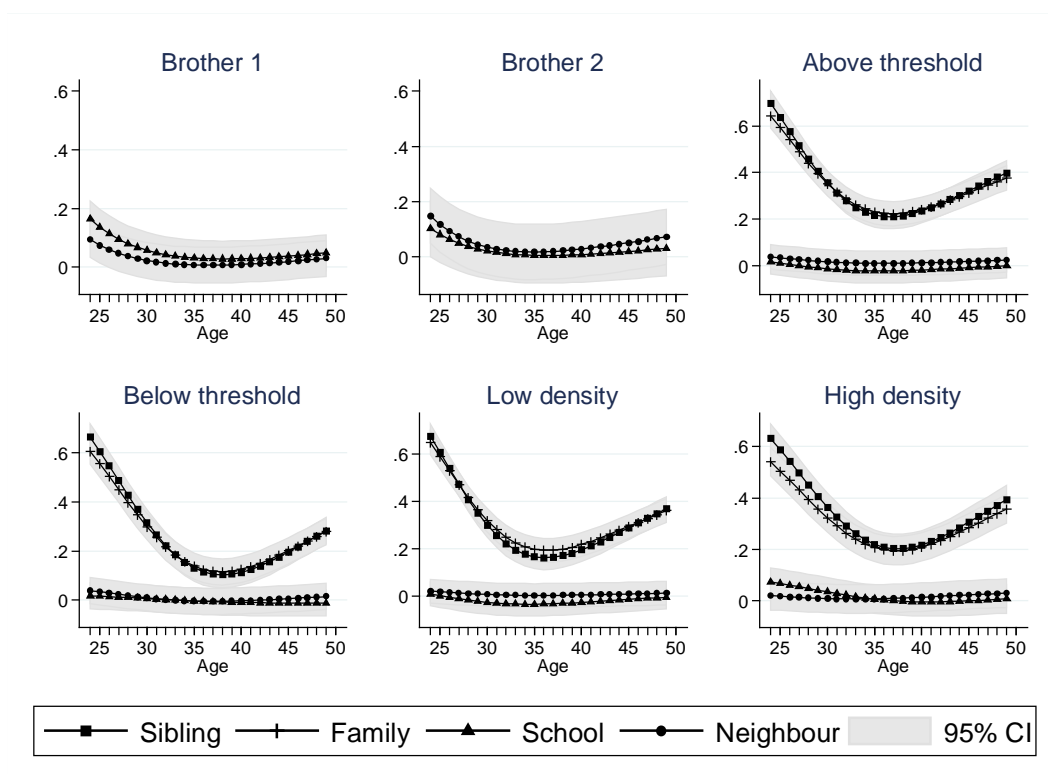 Brother 1
.6
.4
.2
0
25 30 35 40 45 50
Age
Brother 2
.6
.4
.2
0
25 30 35 40 45 50
Age
Above threshold
.6
.4
.2
0
25 30 35 40 45 50
Age
Below threshold
.6
.4
.2
0
25 30 35 40 45 50
Age
Low density
.6
.4
.2
0
25 30 35 40 45 50
Age
High density
.6
.4
.2
0
25 30 35 40 45 50
Age
Sibling Family School Neighbour 95% CI